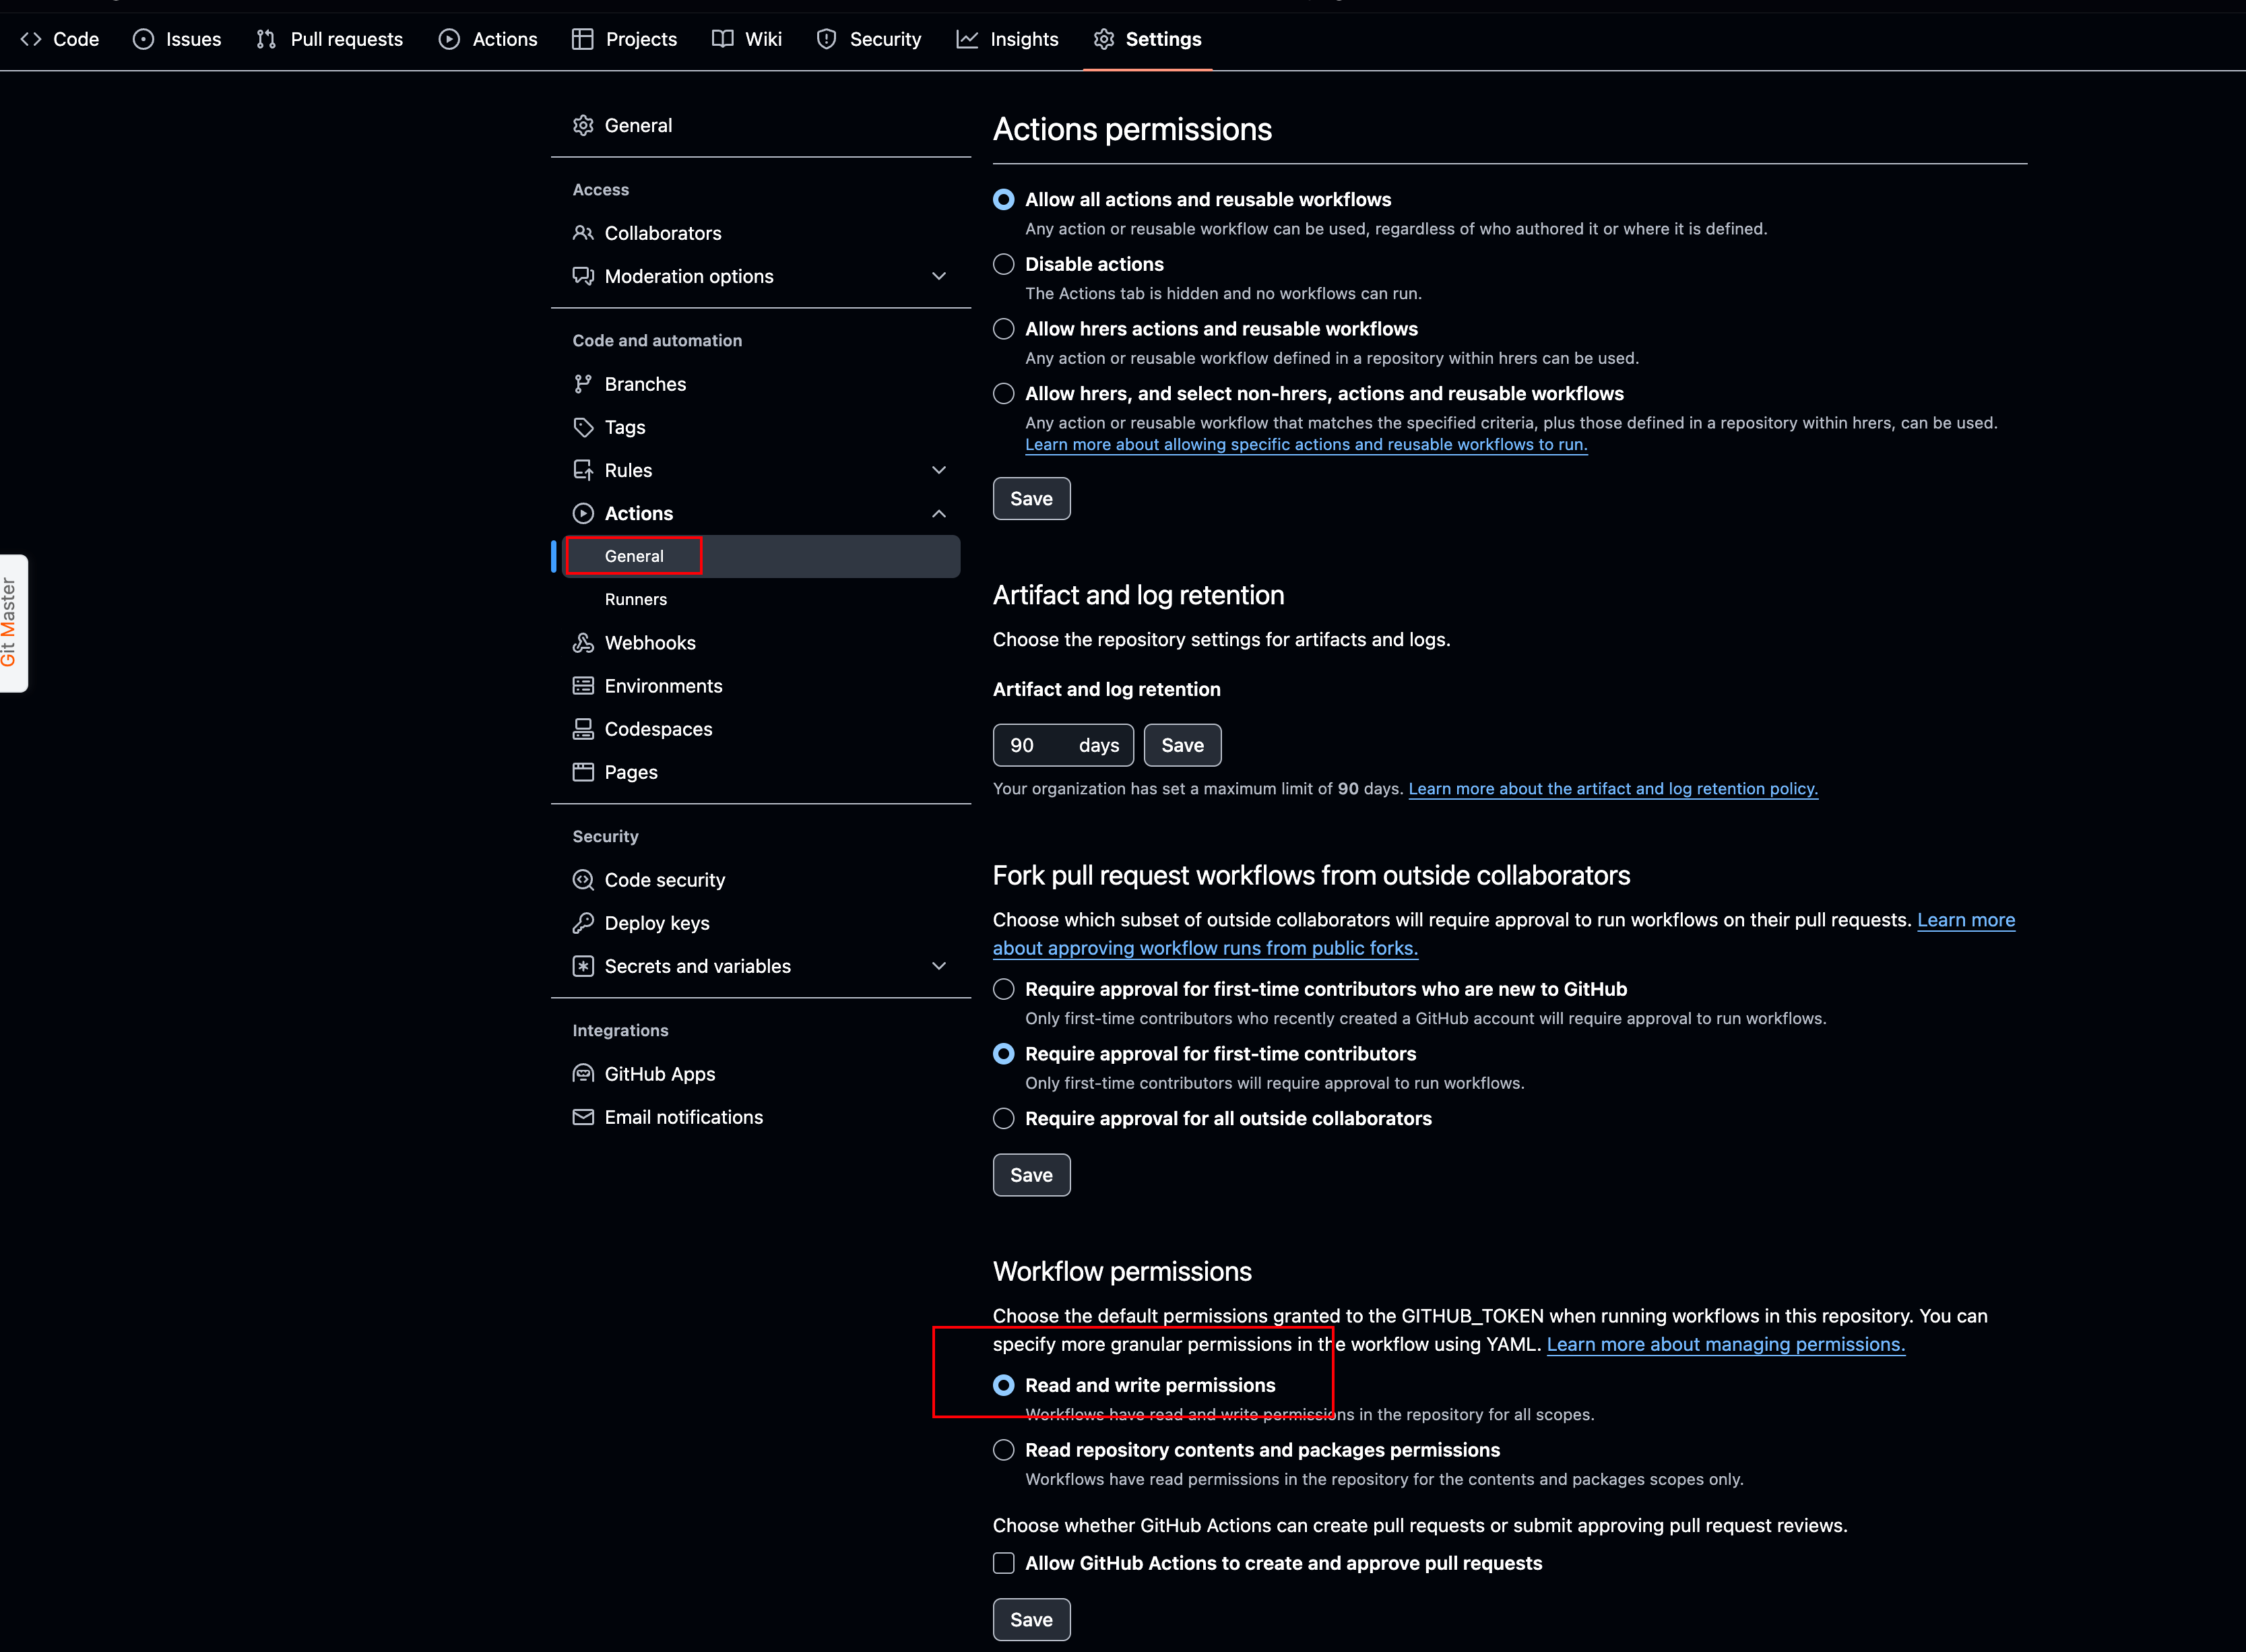 Code
Issues
Pull requests
Actions
Projects
Wiki
Security
Insights
Settings
General
Access
Collaborators
Moderation options
Code and automation
Branches
Tags
Rules
Actions
General
Runners
Webhooks
Environments
Codespaces
Pages
Security
Code security
Deploy keys
Secrets and variables
Integrations
GitHub Apps
Email notifications
Git Master
Actions permissions
Allow all actions and reusable workflows
Any action or reusable workflow can be used, regardless of who authored it or where it is defined.
Disable actions
The Actions tab is hidden and no workflows can run.
Allow hrers actions and reusable workflows
Any action or reusable workflow defined in a repository within hrers can be used.
Allow hrers, and select non-hrers, actions and reusable workflows
Any action or reusable workflow that matches the specified criteria, plus those defined in a repository within hrers, can be used.
Learn more about allowing specific actions and reusable workflows to run.
Save
Artifact and log retention
Choose the repository settings for artifacts and logs.
Artifact and log retention
90 days
Save
Your organization has set a maximum limit of 90 days. Learn more about the artifact and log retention policy.
Fork pull request workflows from outside collaborators
Choose which subset of outside collaborators will require approval to run workflows on their pull requests. Learn more
about approving workflow runs from public forks.
Require approval for first-time contributors who are new to GitHub
Only first-time contributors who recently created a GitHub account will require approval to run workflows.
Require approval for first-time contributors
Only first-time contributors will require approval to run workflows.
Require approval for all outside collaborators
Save
Workflow permissions
Choose the default permissions granted to the GITHUB_TOKEN when running workflows in this repository. You can
specify more granular permissions in the workflow using YAML. Learn more about managing permissions.
Read and write permissions
Workflows have read and write permissions in the repository for all scopes.
Read repository contents and packages permissions
Workflows have read permissions in the repository for the contents and packages scopes only.
Choose whether GitHub Actions can create pull requests or submit approving pull request reviews.
Allow GitHub Actions to create and approve pull requests
Save